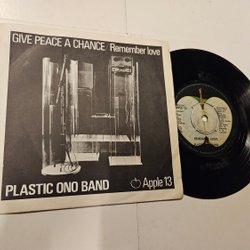 GIVE PEACE A CHANCE/Remember love
PLASTIC ONO BAND
Apple 13